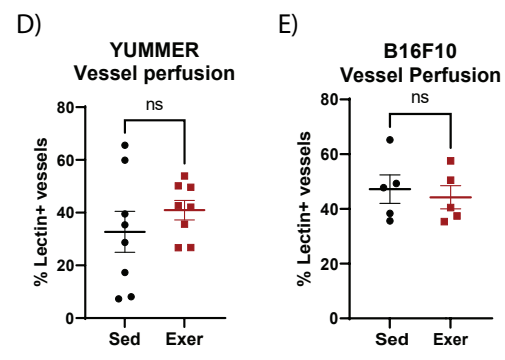 D)
YUMMER
Vessel perfusion
ns
% Lectin+ vessels
80
60
40
20
0
Sed Exer
E)
B16F10
Vessel Perfusion
ns
% Lectin+ vessels
80
60
40
20
0
Sed Exer